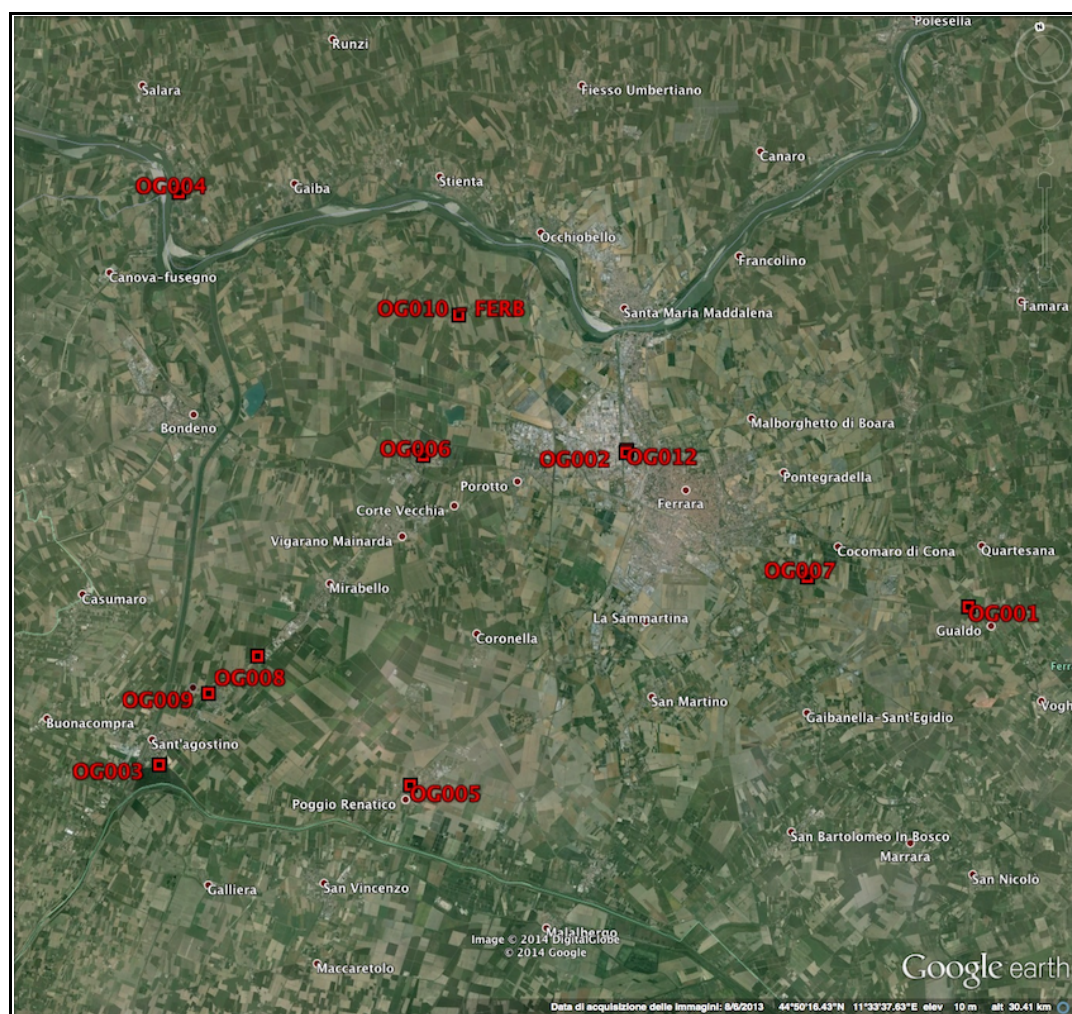 Polesella
Runzi
Salara
Fiesso Umbertiano
Canaro
OG004
Gaiba
Stienta
Occhiobello
Francolino
Canova-fusegno
Tamara
OG010
FERB
Santa Maria Maddalena
Bondeno
Malborghetto di Boara
OG006
OG002
OG012
Porotto
Pontegradella
Corte Vecchia
Ferrara
Vigarano Mainarda
Cocomaro di Cona
Quartesana
OG007
Mirabello
Casumaro
OG001
La Sammartina
Gualdo
Coronella
OG008
OG009
San Martino
Buonacompra
Gaibanella-Sant'Egidio
Sant'agostino
OG003
OG005
Poggio Renatico
San Bartolomeo In Bosco
Marrara
San Nicolò
Galliera
San Vincenzo
Malalbergo
Image © 2014 DigitalGlobe
© 2014 Google
Maccaretolo
Google earth
Data di acquisizione delle immagini: 8/6/2013 44°50'16.43"N 11°33'37.63"E elev 10 m alt 30.41 km